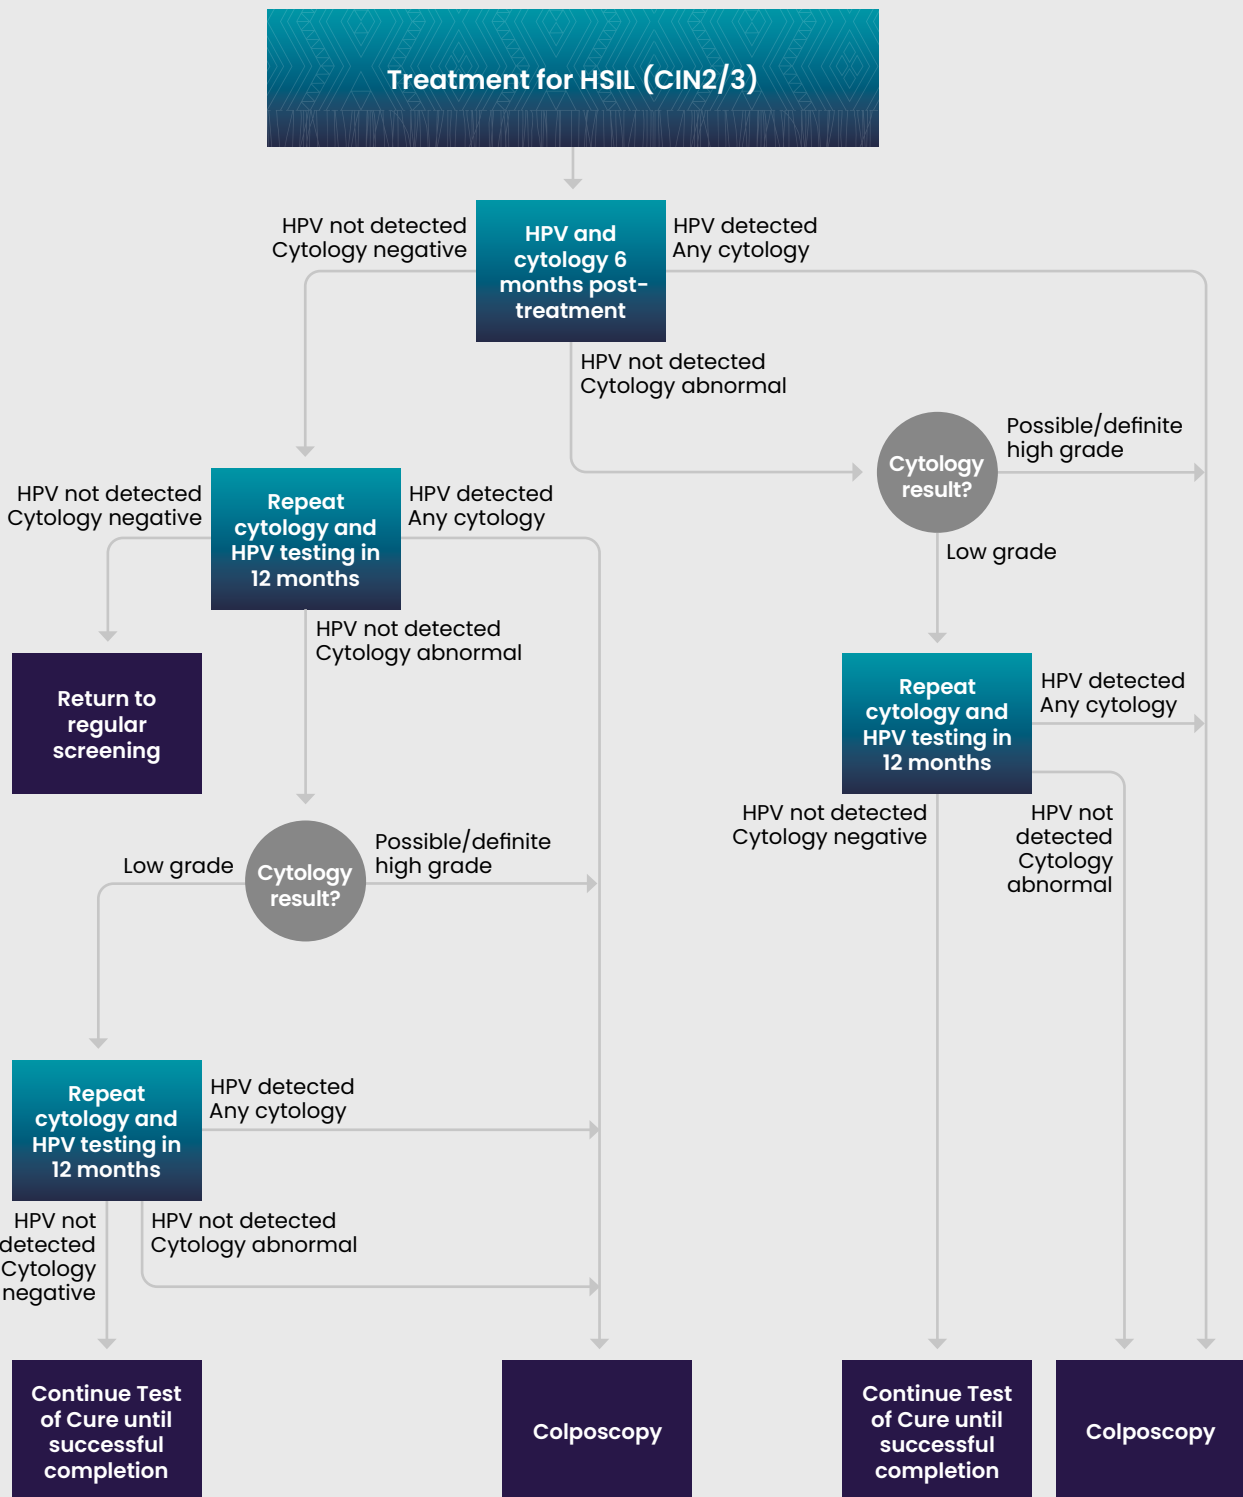 Treatment for HSIL (CIN2/3)
HPV not detected
Cytology negative
HPV and
cytology 6
months post-
treatment
HPV detected
Any cytology
HPV not detected
Cytology abnormal
Cytology
result?
Possible/definite
high grade
Low grade
HPV not detected
Cytology negative
Repeat
cytology and
HPV testing in
12 months
HPV detected
Any cytology
HPV not detected
Cytology abnormal
Return to
regular
screening
Repeat
cytology and
HPV testing in
12 months
HPV detected
Any cytology
HPV not detected
Cytology negative
HPV not
detected
Cytology
abnormal
Low grade
Cytology
result?
Possible/definite
high grade
Repeat
cytology and
HPV testing in
12 months
HPV detected
Any cytology
HPV not
detected
Cytology
negative
HPV not detected
Cytology abnormal
Continue Test
of Cure until
successful
completion
Colposcopy
Continue Test
of Cure until
successful
completion
Colposcopy